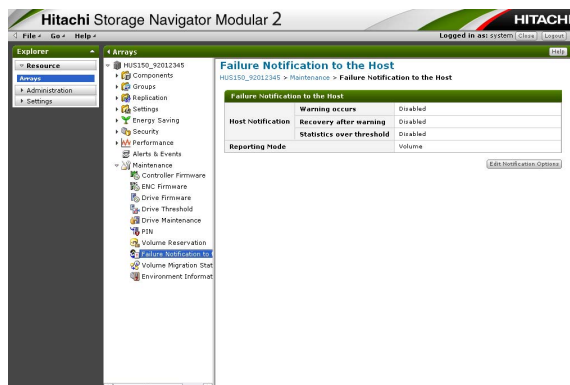 Hitachi Storage Navigator Modular 2
HITACHI
File Go Help
Logged in as: system Close Logout
Explorer
Arrays
Help
Resource
Arrays
Administration
Settings
HUS150_92012345
Components
Groups
Replication
Settings
Energy Saving
Security
Performance
Alerts & Events
Maintenance
Controller Firmware
ENC Firmware
Drive Firmware
Drive Threshold
Drive Maintenance
PIN
Volume Reservation
Failure Notification to
Volume Migration Stat
Environment Informat
Failure Notification to the Host
HUS150_92012345 > Maintenance > Failure Notification to the Host
Failure Notification to the Host
Host Notification
Warning occurs Disabled
Recovery after warning Disabled
Statistics over threshold Disabled
Reporting Mode Volume
Edit Notification Options